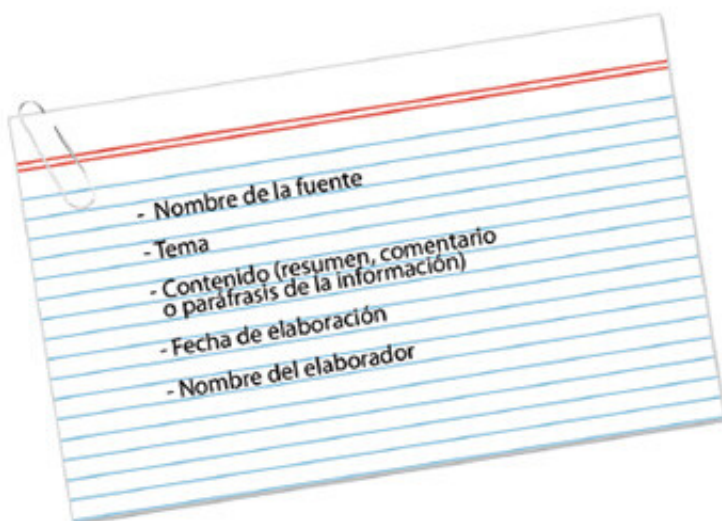 - Nombre de la fuente
- Tema
- Contenido (resumen, comentario
o paráfrasis de la información)
- Fecha de elaboración
- Nombre del elaborador